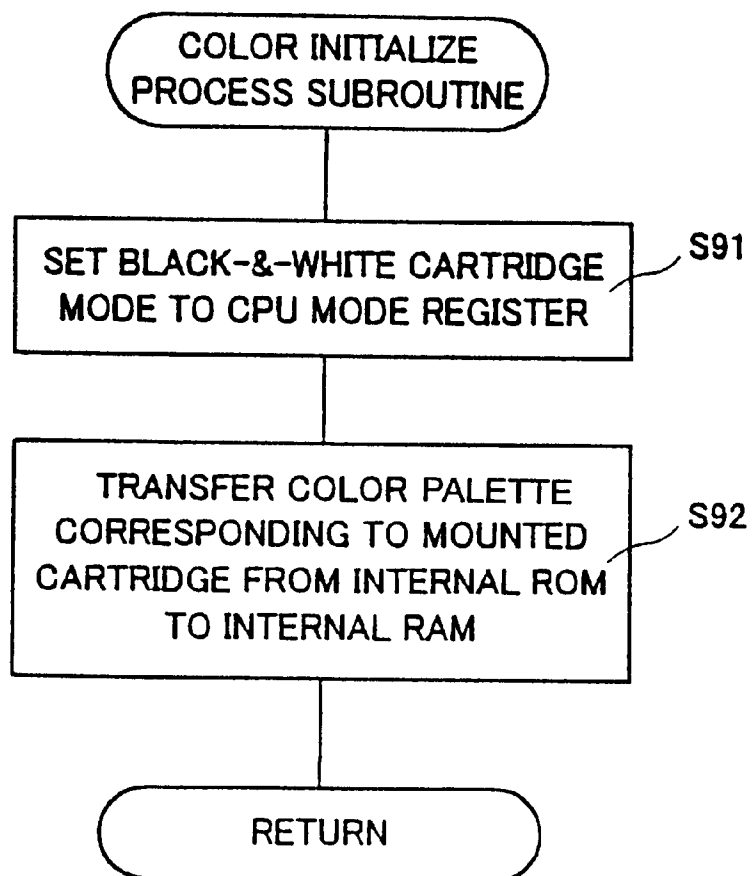 COLOR INITIALIZE
PROCESS SUBROUTINE
SET BLACK-&-WHITE CARTRIDGE
MODE TO CPU MODE REGISTER
S91
TRANSFER COLOR PALETTE
CORRESPONDING TO MOUNTED
CARTRIDGE FROM INTERNAL ROM
TO INTERNAL RAM
S92
RETURN